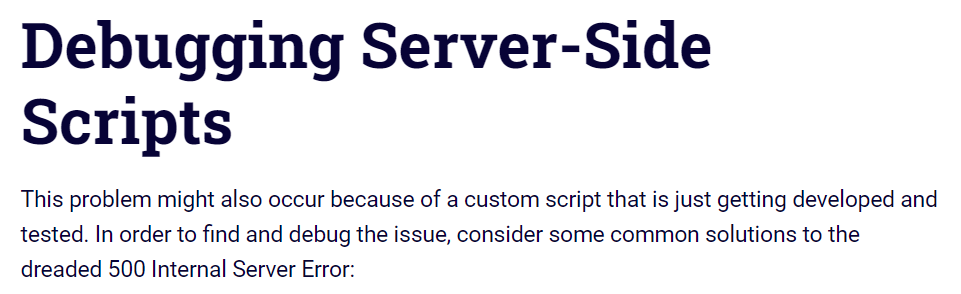 Debugging Server-Side
Scripts
This problem might also occur because of a custom script that is just getting developed and
tested. In order to find and debug the issue, consider some common solutions to the
dreaded 500 Internal Server Error: